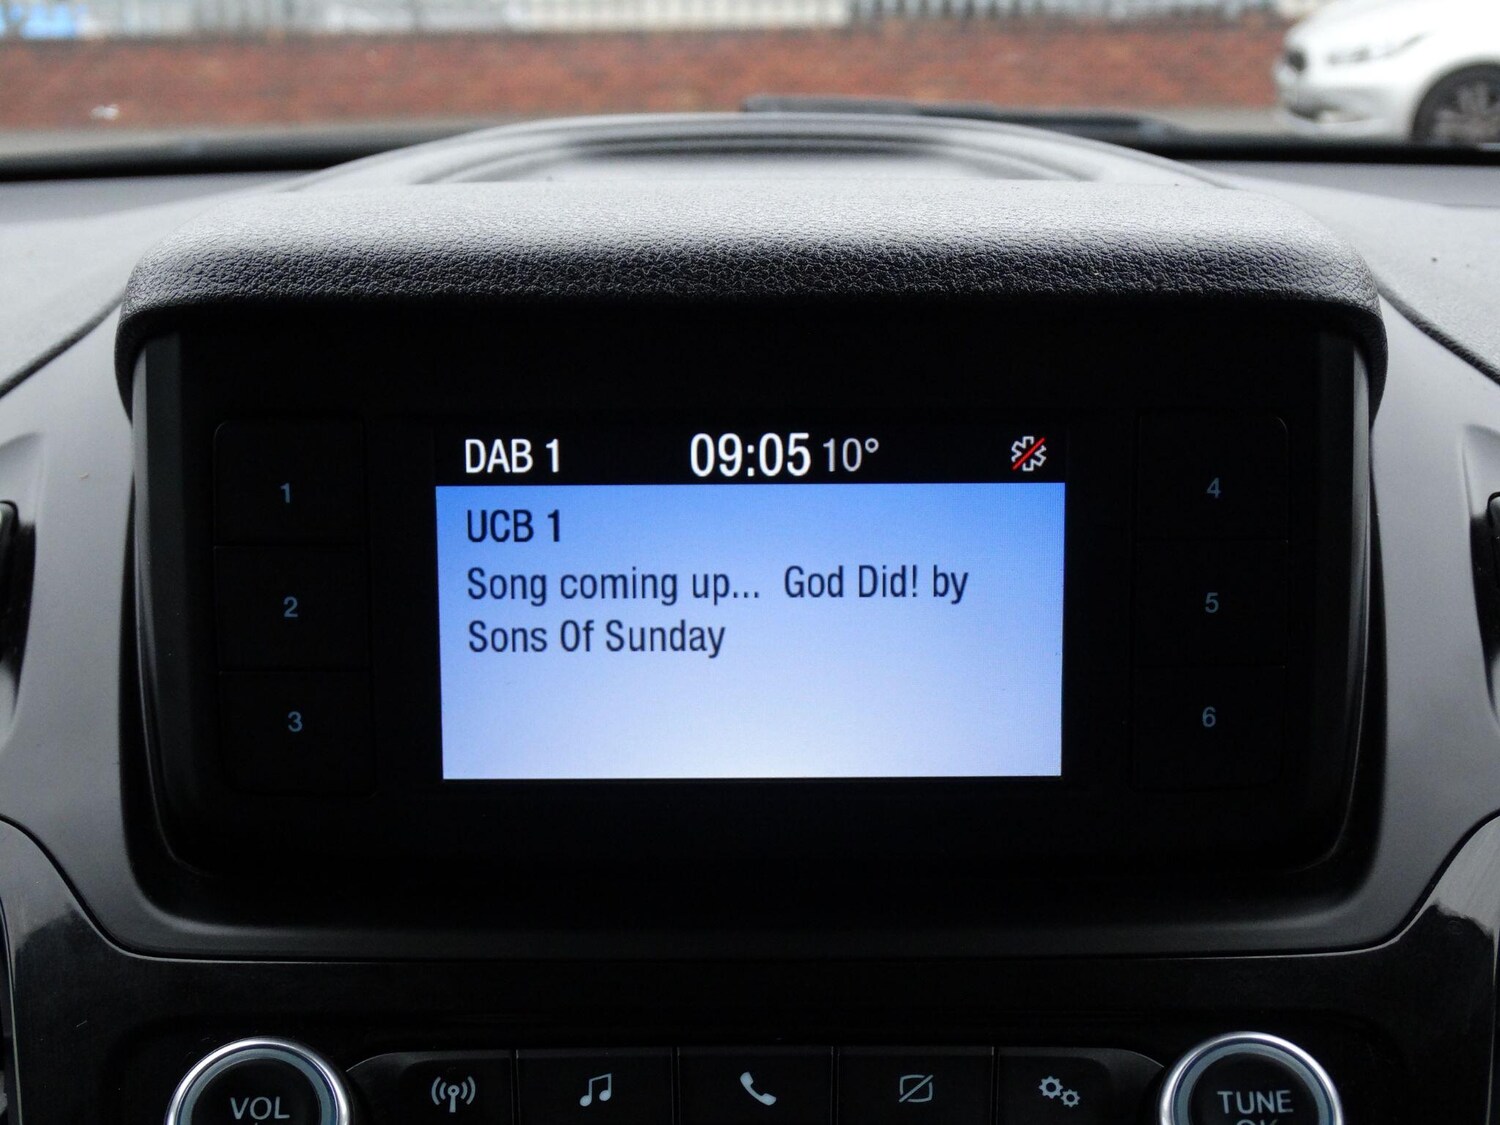 DAB 1 09:05 10°
UCB 1
Song coming up... God Did! by
Sons Of Sunday
1
2
3
4
5
6
VOL
TUNE
OK